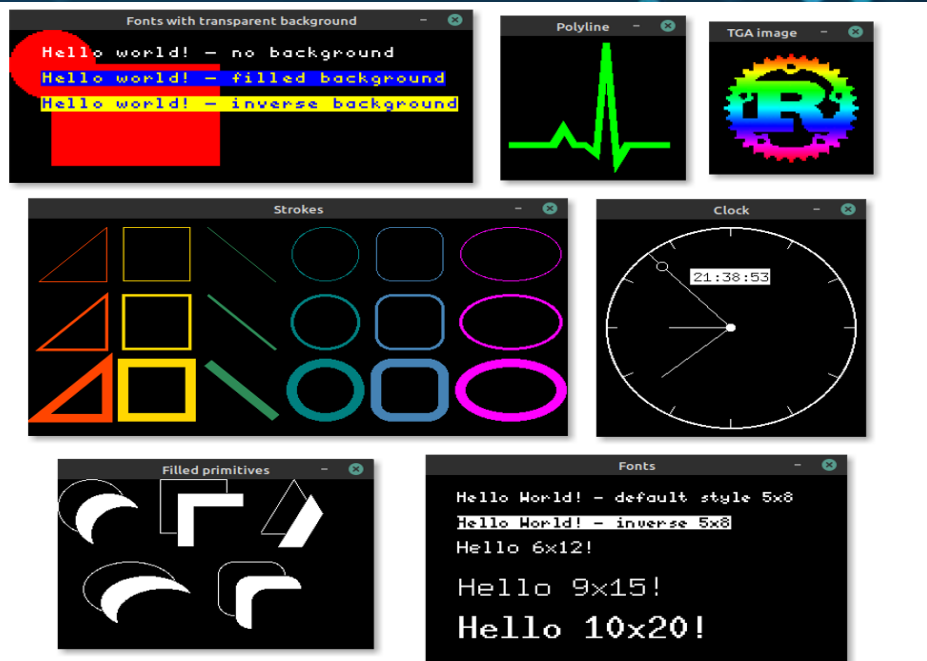 Fonts with transparent background
Hello world! – no background
Hello world! – filled background
Hello world! – inverse background
Polyline
TGA image
R
Strokes
Clock
21:38:53
Filled primitives
Fonts
Hello World! – default style 5x8
Hello World! – inverse 5x8
Hello 6x12!
Hello 9x15!
Hello 10x20!